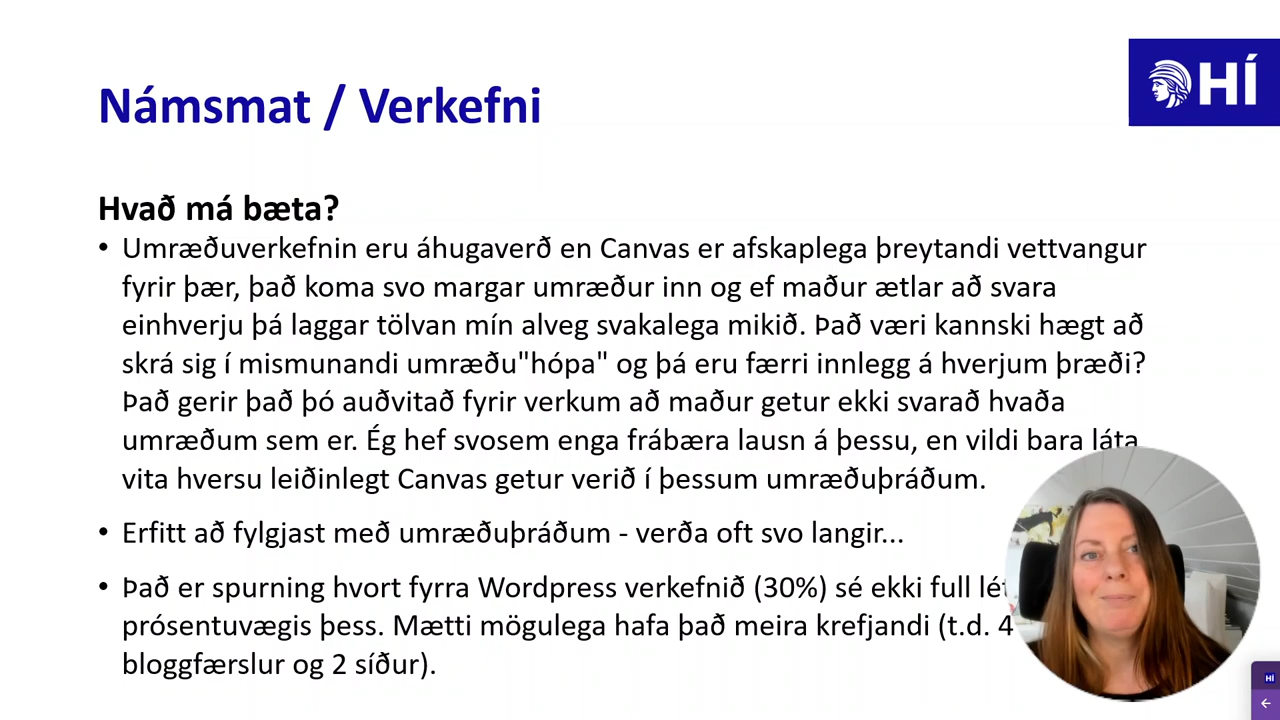 HÍ
Námsmat / Verkefni
Hvað má bæta?
• Umræðuverkefnin eru áhugaverð en Canvas er afskaplega þreytandi vettvangur
fyrir þær, það koma svo margar umræður inn og ef maður ætlar að svara
einhverju þá laggar tölvan mín alveg svakalega mikið. Það væri kannski hægt að
skrá sig í mismunandi umræðu"hópa" og þá eru færri innlegg á hverjum þræði?
Það gerir það þó auðvitað fyrir verkum að maður getur ekki svarað hvaða
umræðum sem er. Ég hef svosem enga frábæra lausn á þessu, en vildi bara láta
vita hversu leiðinlegt Canvas getur verið í þessum umræðuþráðum.
• Erfitt að fylgjast með umræðuþráðum - verða oft svo langir...
• Það er spurning hvort fyrra Wordpress verkefnið (30%) sé ekki full
prósentuvægis þess. Mætti mögulega hafa það meira krefjandi (t.d. 4
bloggfærslur og 2 síður).
HÍ